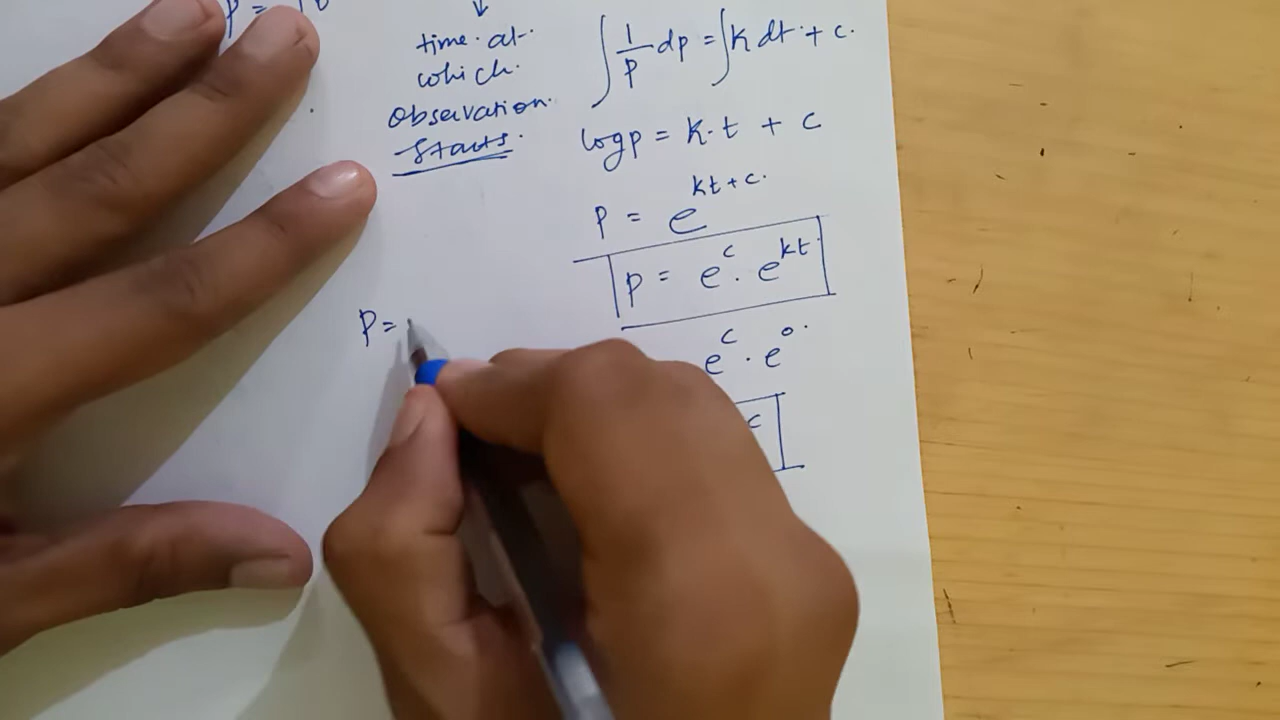 P =
time at
which
observation
starts.
∫ 1/p dp = ∫ k dt + c.
log p = k.t + c
P = e^{kt+c}.
p = e^c . e^{kt}
e^c . e^0.
c
P =